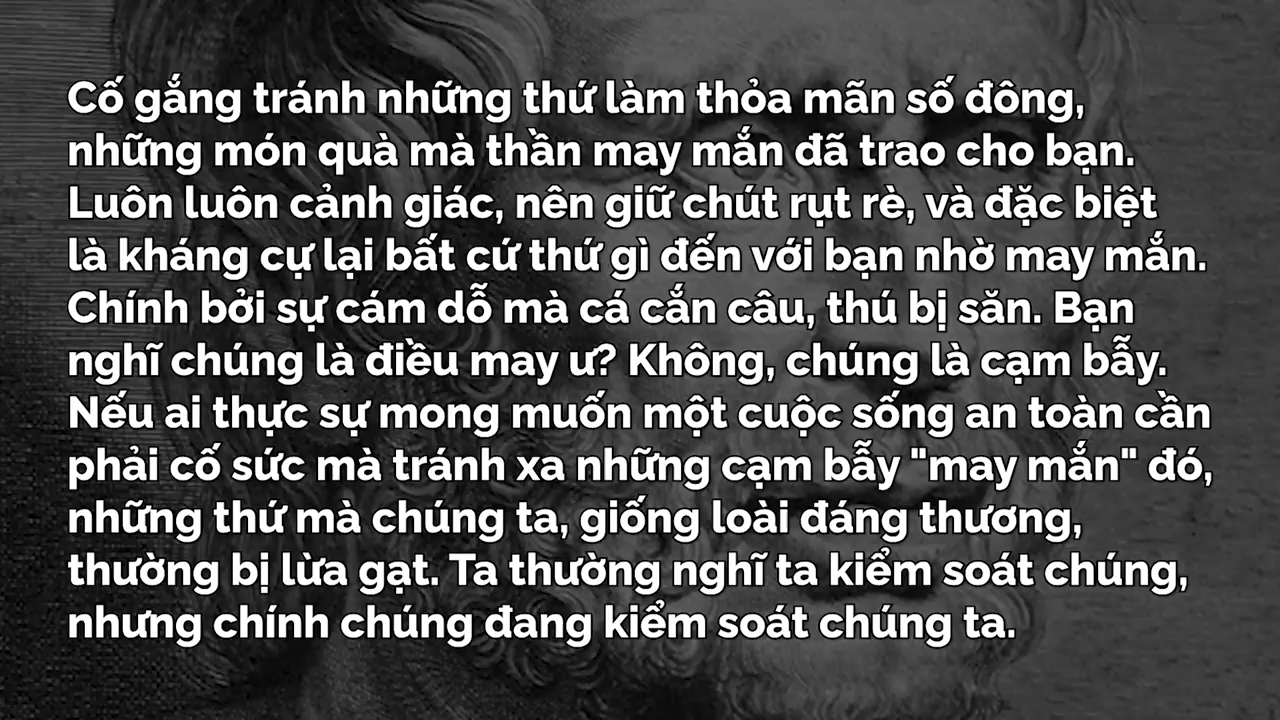 Cố gắng tránh những thứ làm thỏa mãn số đông,
những món quà mà thần may mắn đã trao cho bạn.
Luôn luôn cảnh giác, nên giữ chút rụt rè, và đặc biệt
là kháng cự lại bất cứ thứ gì đến với bạn nhờ may mắn.
Chính bởi sự cám dỗ mà cá cắn câu, thú bị săn. Bạn
nghĩ chúng là điều may ư? Không, chúng là cạm bẫy.
Nếu ai thực sự mong muốn một cuộc sống an toàn cần
phải cố sức mà tránh xa những cạm bẫy "may mắn" đó,
những thứ mà chúng ta, giống loài đáng thương,
thường bị lừa gạt. Ta thường nghĩ ta kiểm soát chúng,
nhưng chính chúng đang kiểm soát chúng ta.